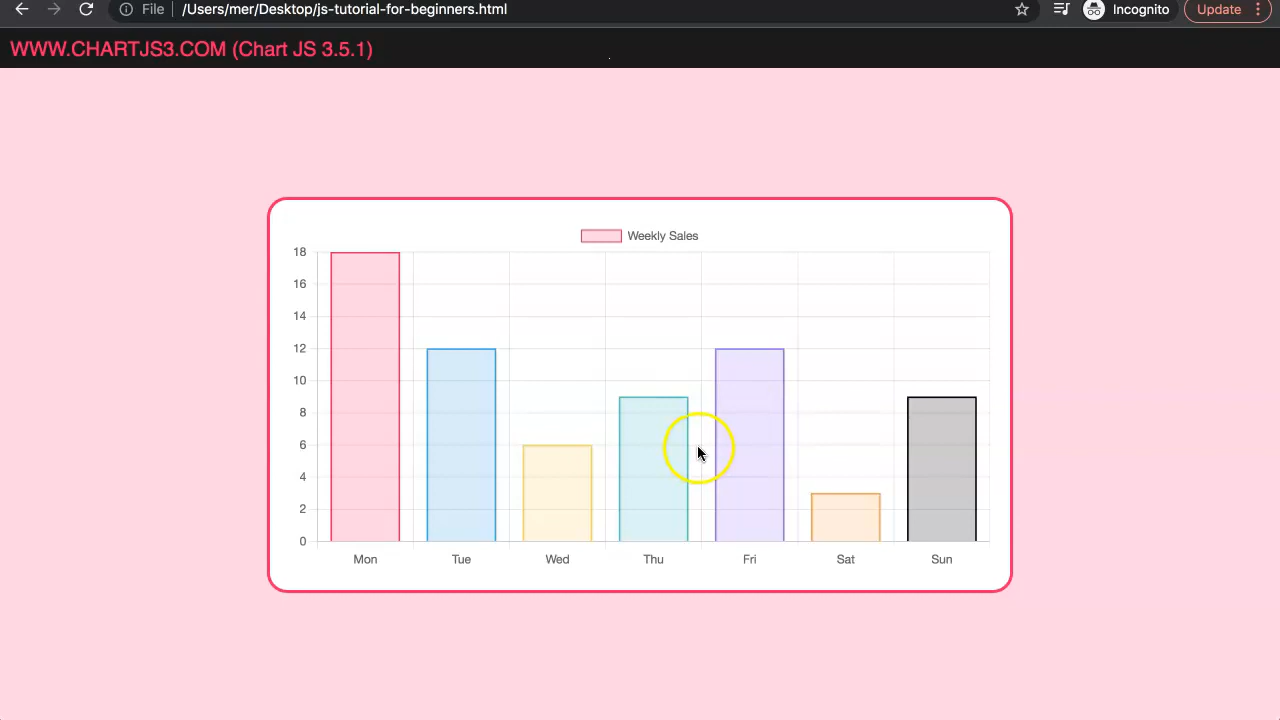 File /Users/mer/Desktop/js-tutorial-for-beginners.html Incognito Update
WWW.CHARTJS3.COM (Chart JS 3.5.1)
Weekly Sales
18
16
14
12
10
8
6
4
2
0
Mon Tue Wed Thu Fri Sat Sun